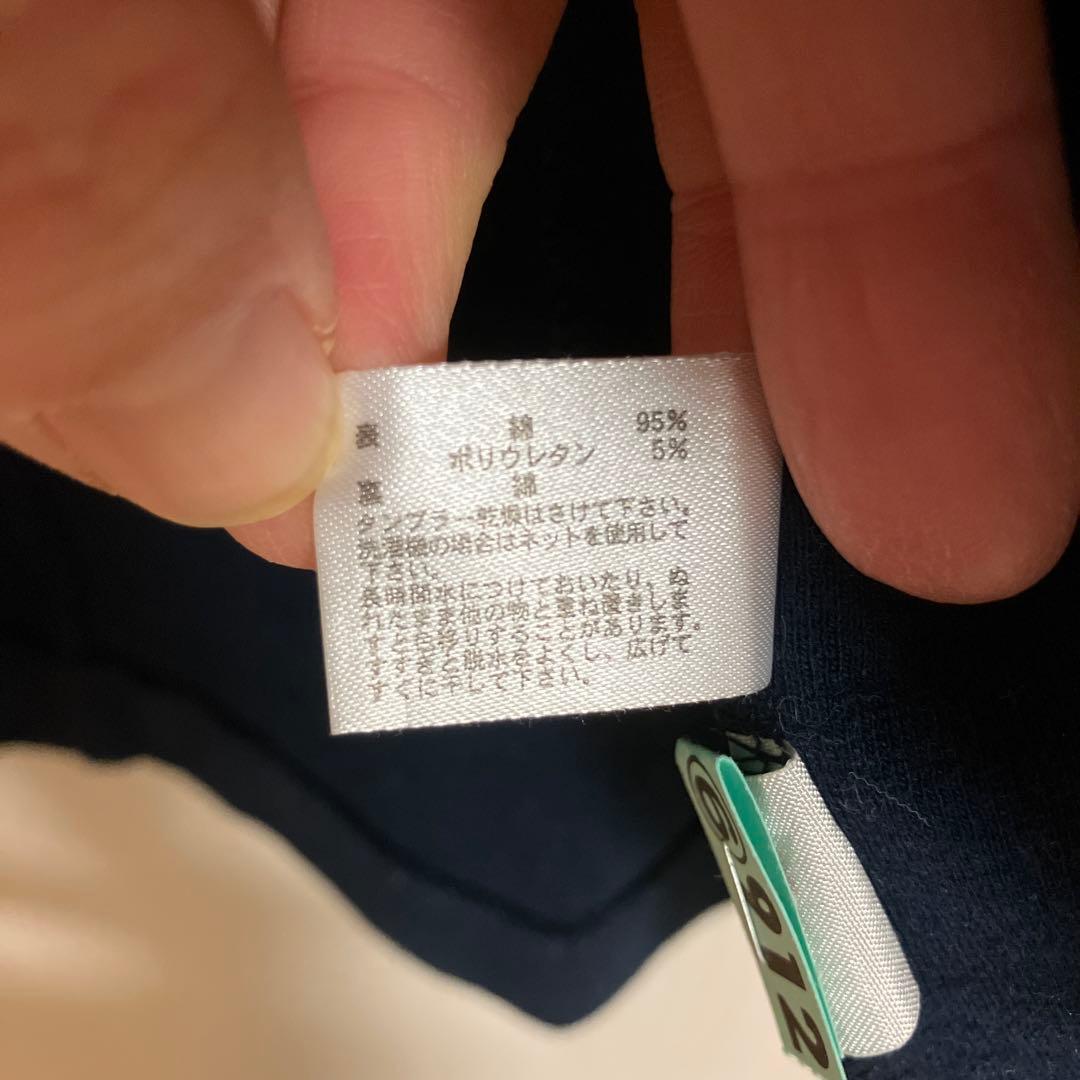 表 綿 95%
ポリウレタン 5%
裏 綿
タンブラー乾燥はさけて下さい。
洗濯機の場合はネットを使用して
下さい。
長時間水につけておいたり、ぬ
れたまま他の物と重ね置きしま
すと色移りすることがあります。
すすぎと脱水をよくし、広げて
すぐに干して下さい。
⑥912